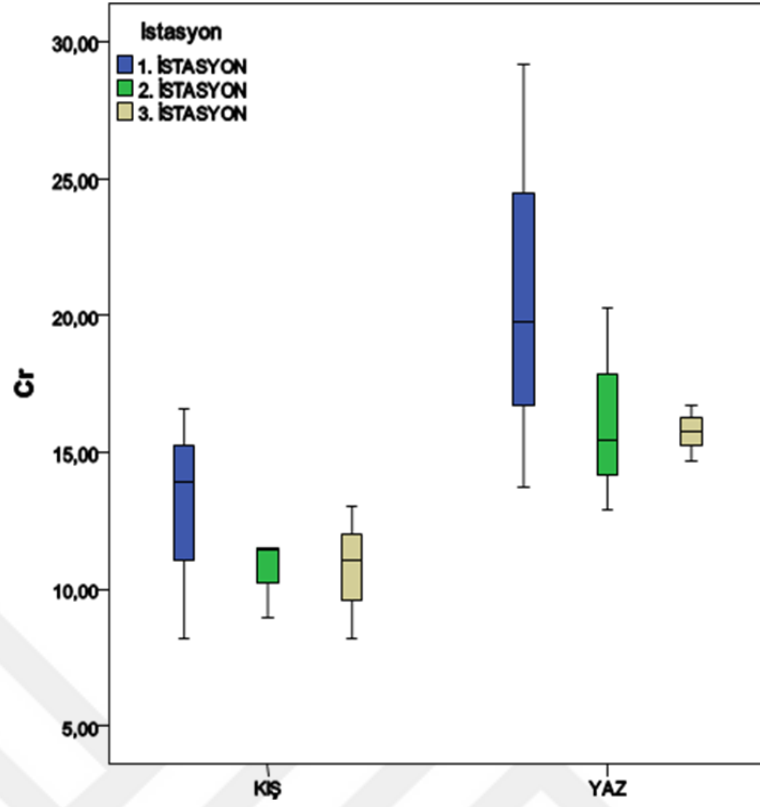 İstasyon
1. İSTASYON
2. İSTASYON
3. İSTASYON
30,00
25,00
20,00
15,00
10,00
5,00
Cr
KIŞ
YAZ